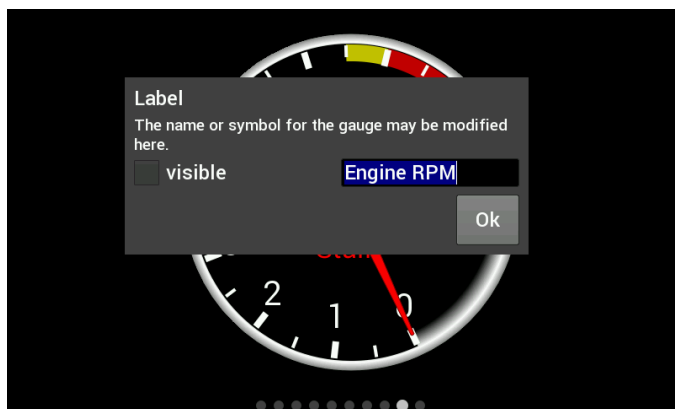 Label
The name or symbol for the gauge may be modified
here.
visible
Engine RPM
Ok
2
1
0